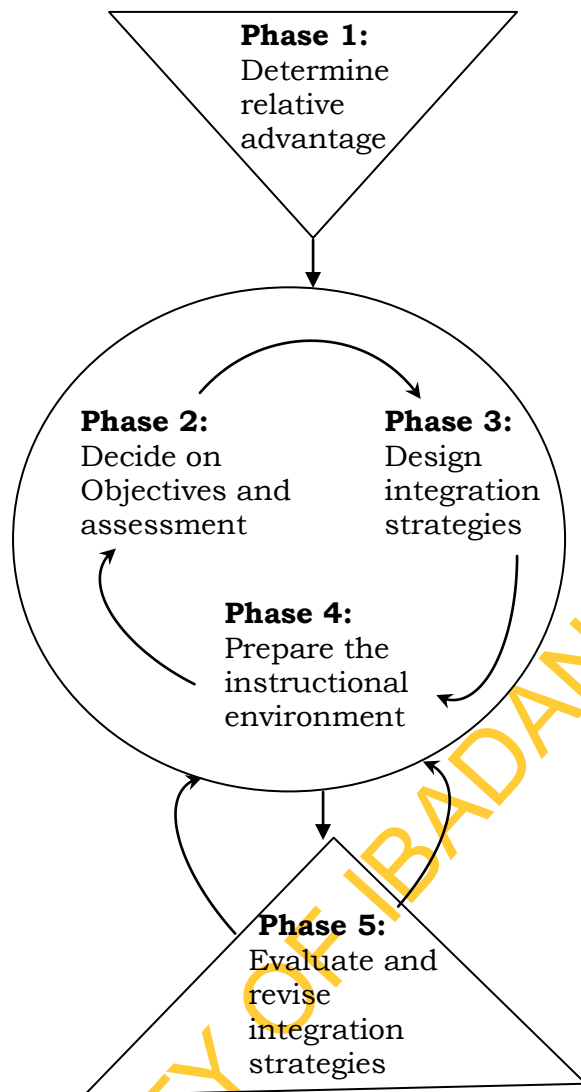 Phase 1:
Determine
relative
advantage
Phase 2:
Decide on
Objectives and
assessment
Phase 3:
Design
integration
strategies
Phase 4:
Prepare the
instructional
environment
Phase 5:
Evaluate and
revise
integration
strategies
TY OF IBADAN